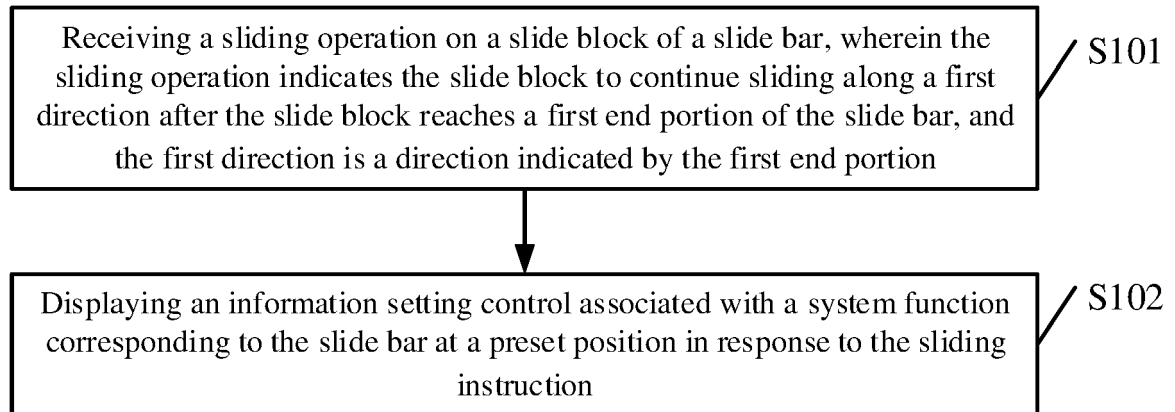 Receiving a sliding operation on a slide block of a slide bar, wherein the
sliding operation indicates the slide block to continue sliding along a first
direction after the slide block reaches a first end portion of the slide bar, and
the first direction is a direction indicated by the first end portion
S101
Displaying an information setting control associated with a system function
corresponding to the slide bar at a preset position in response to the sliding
instruction
S102